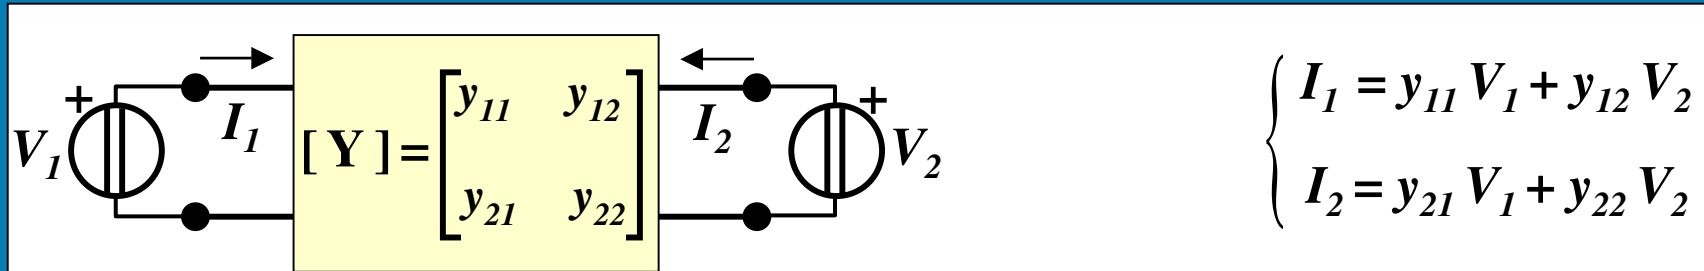 +
V1
I1
[ Y ] = [ y11 y12
y21 y22 ]
I2
+
V2
{ I1 = y11 V1 + y12 V2
I2 = y21 V1 + y22 V2